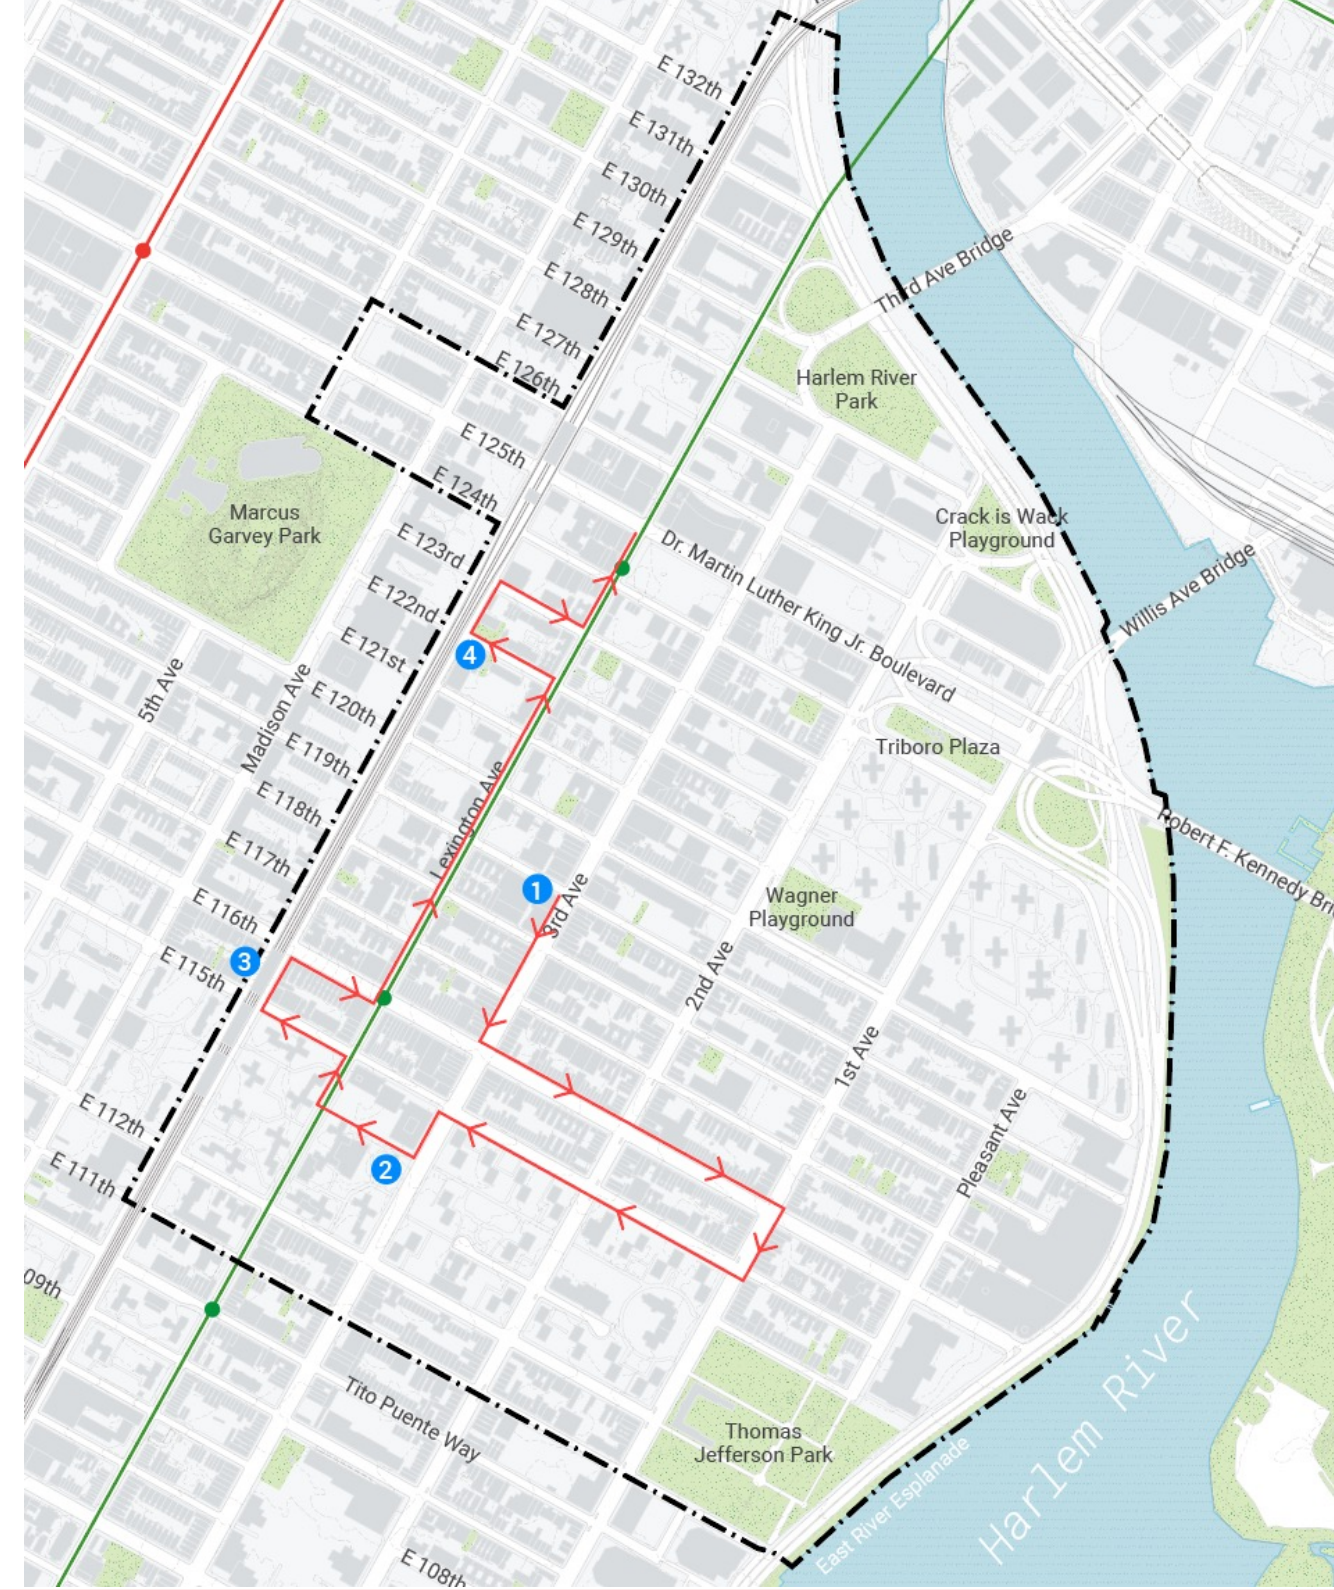 E 132th
E 131th
E 130th
E 129th
E 128th
E 127th
E 126th
E 125th
E 124th
E 123rd
E 122nd
E 121st
E 120th
E 119th
E 118th
E 117th
E 116th
E 115th
E 112th
E 111th
09th
E 108th
Third Ave Bridge
Harlem River
Park
Marcus
Garvey Park
Crack is Wack
Playground
Willis Ave Bridge
Dr. Martin Luther King Jr. Boulevard
Triboro Plaza
Robert F. Kennedy Bri
5th Ave
Madison Ave
Lexington Ave
3rd Ave
2nd Ave
1st Ave
Pleasant Ave
Wagner
Playground
4
1
3
2
Tito Puente Way
Thomas
Jefferson Park
East River Esplanade
Harlem River